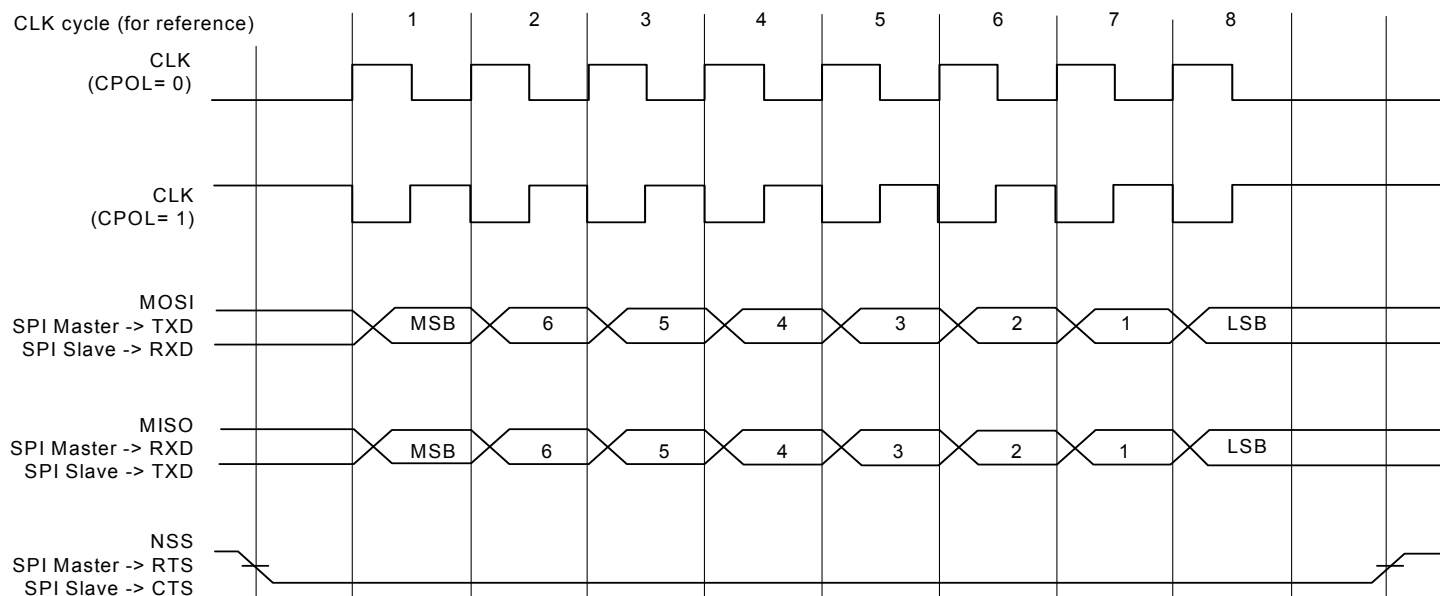 CLK cycle (for reference) 1 2 3 4 5 6 7 8
CLK
(CPOL= 0)
CLK
(CPOL= 1)
MOSI
SPI Master -> TXD
SPI Slave -> RXD
MSB 6 5 4 3 2 1 LSB
MISO
SPI Master -> RXD
SPI Slave -> TXD
MSB 6 5 4 3 2 1 LSB
NSS
SPI Master -> RTS
SPI Slave -> CTS